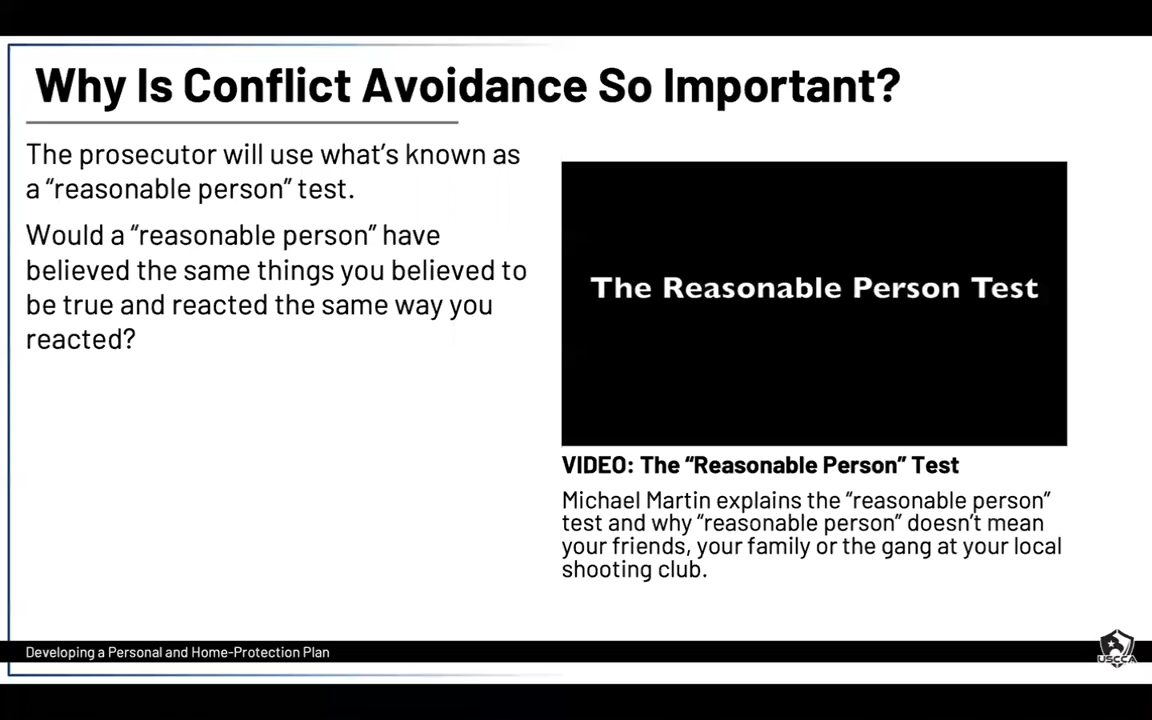 Why Is Conflict Avoidance So Important?
The prosecutor will use what's known as
a “reasonable person” test.
Would a “reasonable person” have
believed the same things you believed to
be true and reacted the same way you
reacted?
The Reasonable Person Test
VIDEO: The “Reasonable Person” Test
Michael Martin explains the “reasonable person”
test and why “reasonable person” doesn't mean
your friends, your family or the gang at your local
shooting club.
Developing a Personal and Home-Protection Plan
USCCA